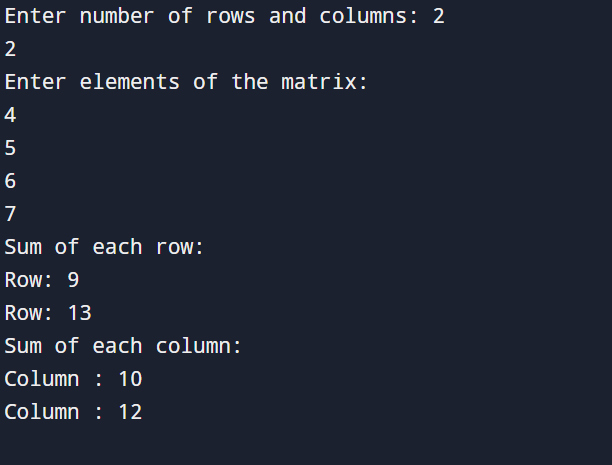 Enter number of rows and columns: 2
2
Enter elements of the matrix:
4
5
6
7
Sum of each row:
Row: 9
Row: 13
Sum of each column:
Column : 10
Column : 12